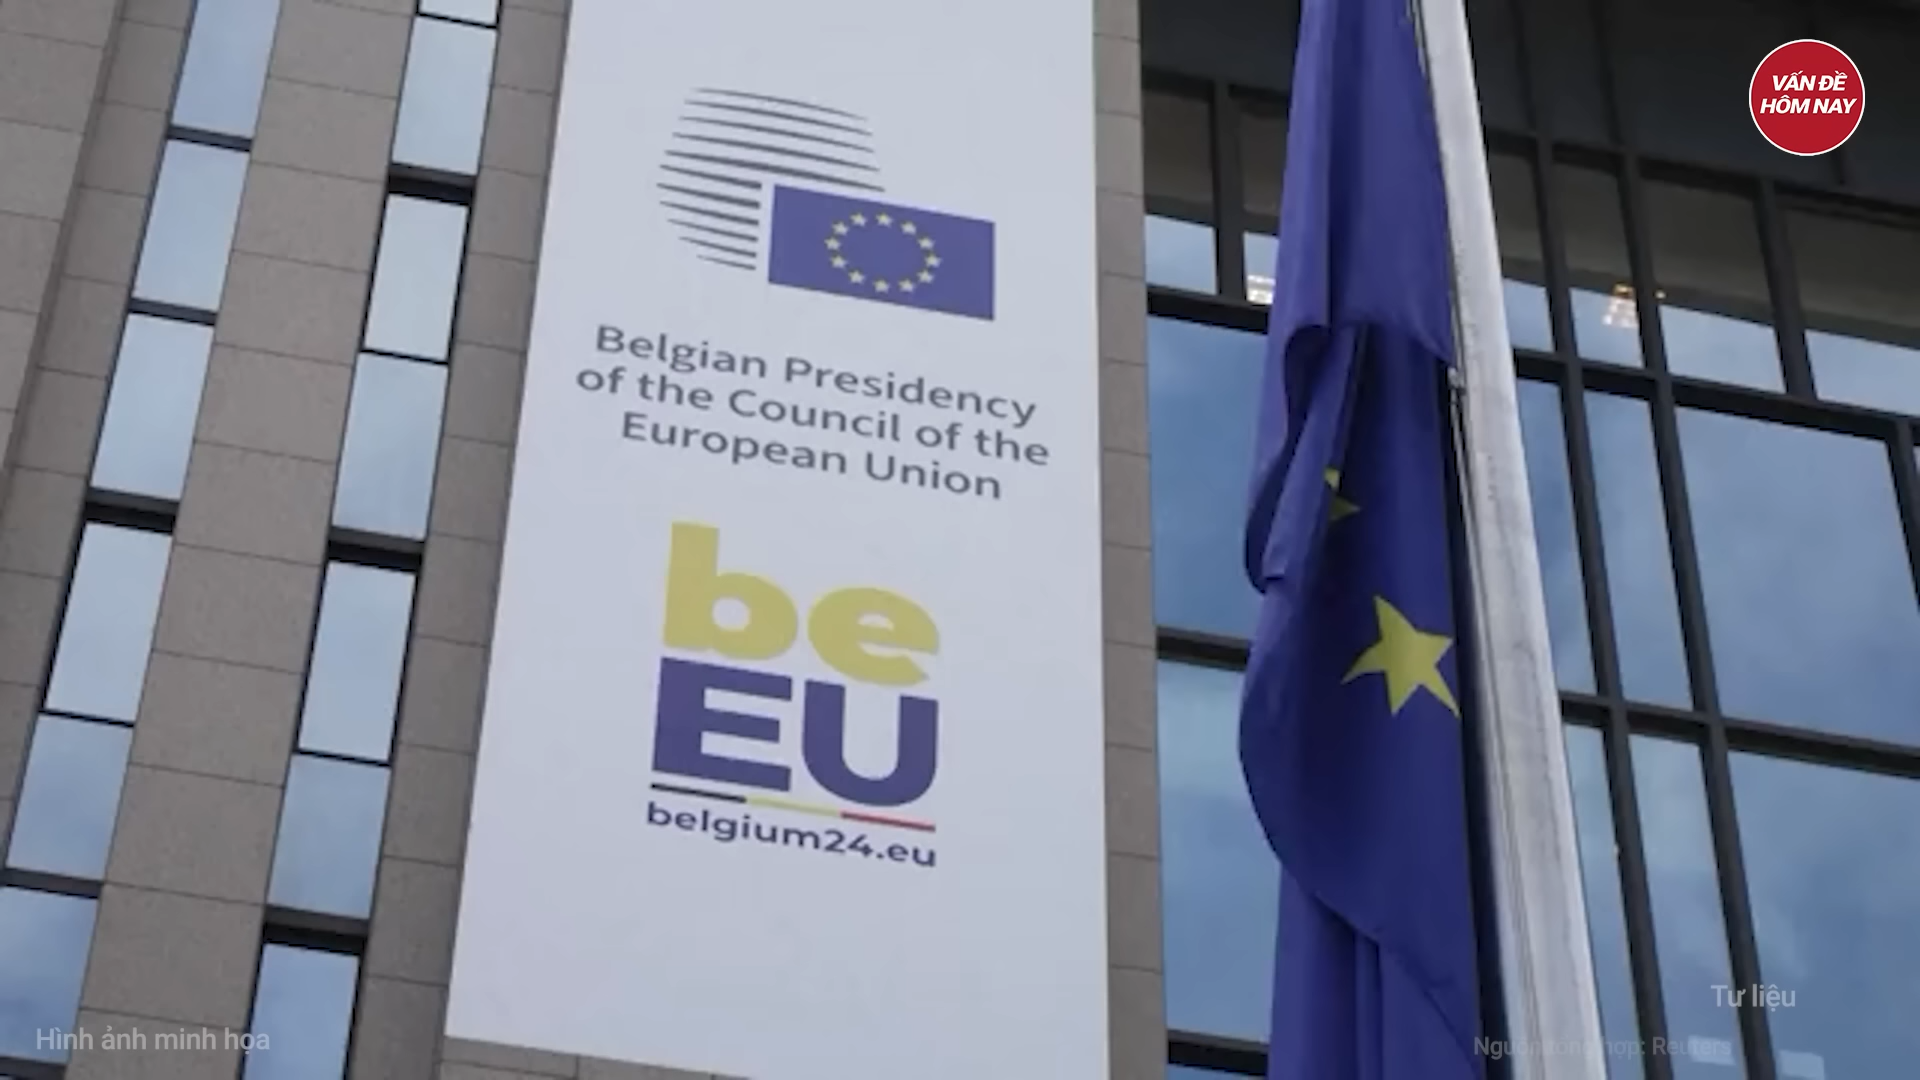 VẤN ĐỀ
HÔM NAY
Belgian Presidency
of the Council of the
European Union
be
EU
belgium24.eu
Tư liệu
Hình ảnh minh họa
Reuters